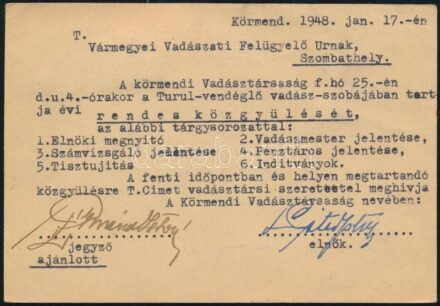 Körmend. 1948. jan. 17.-én
T.
Vármegyei Vadászati Felügyelő Urnak,
Szombathely.
A körmendi Vadásztársaság f.hó 25.-én
d.u.4.-órakor a Turul-vendéglő vadász-szobájában tart-
ja évi rendes közgyülését,
az alábbi tárgysorozattal:
1.Elnöki megnyitó 2.Vadászmester jelentése,
3.Számvizsgáló jelentése 4.Pénztáros jelentése,
5.Tisztujitás 6.Inditványok.
A fenti időpontban és helyen megtartandó
közgyülésre T.Cimet vadásztársi szeretettel meghivja
A Körmendi Vadásztársaság nevében:
jegyző elnök.
ajánlott